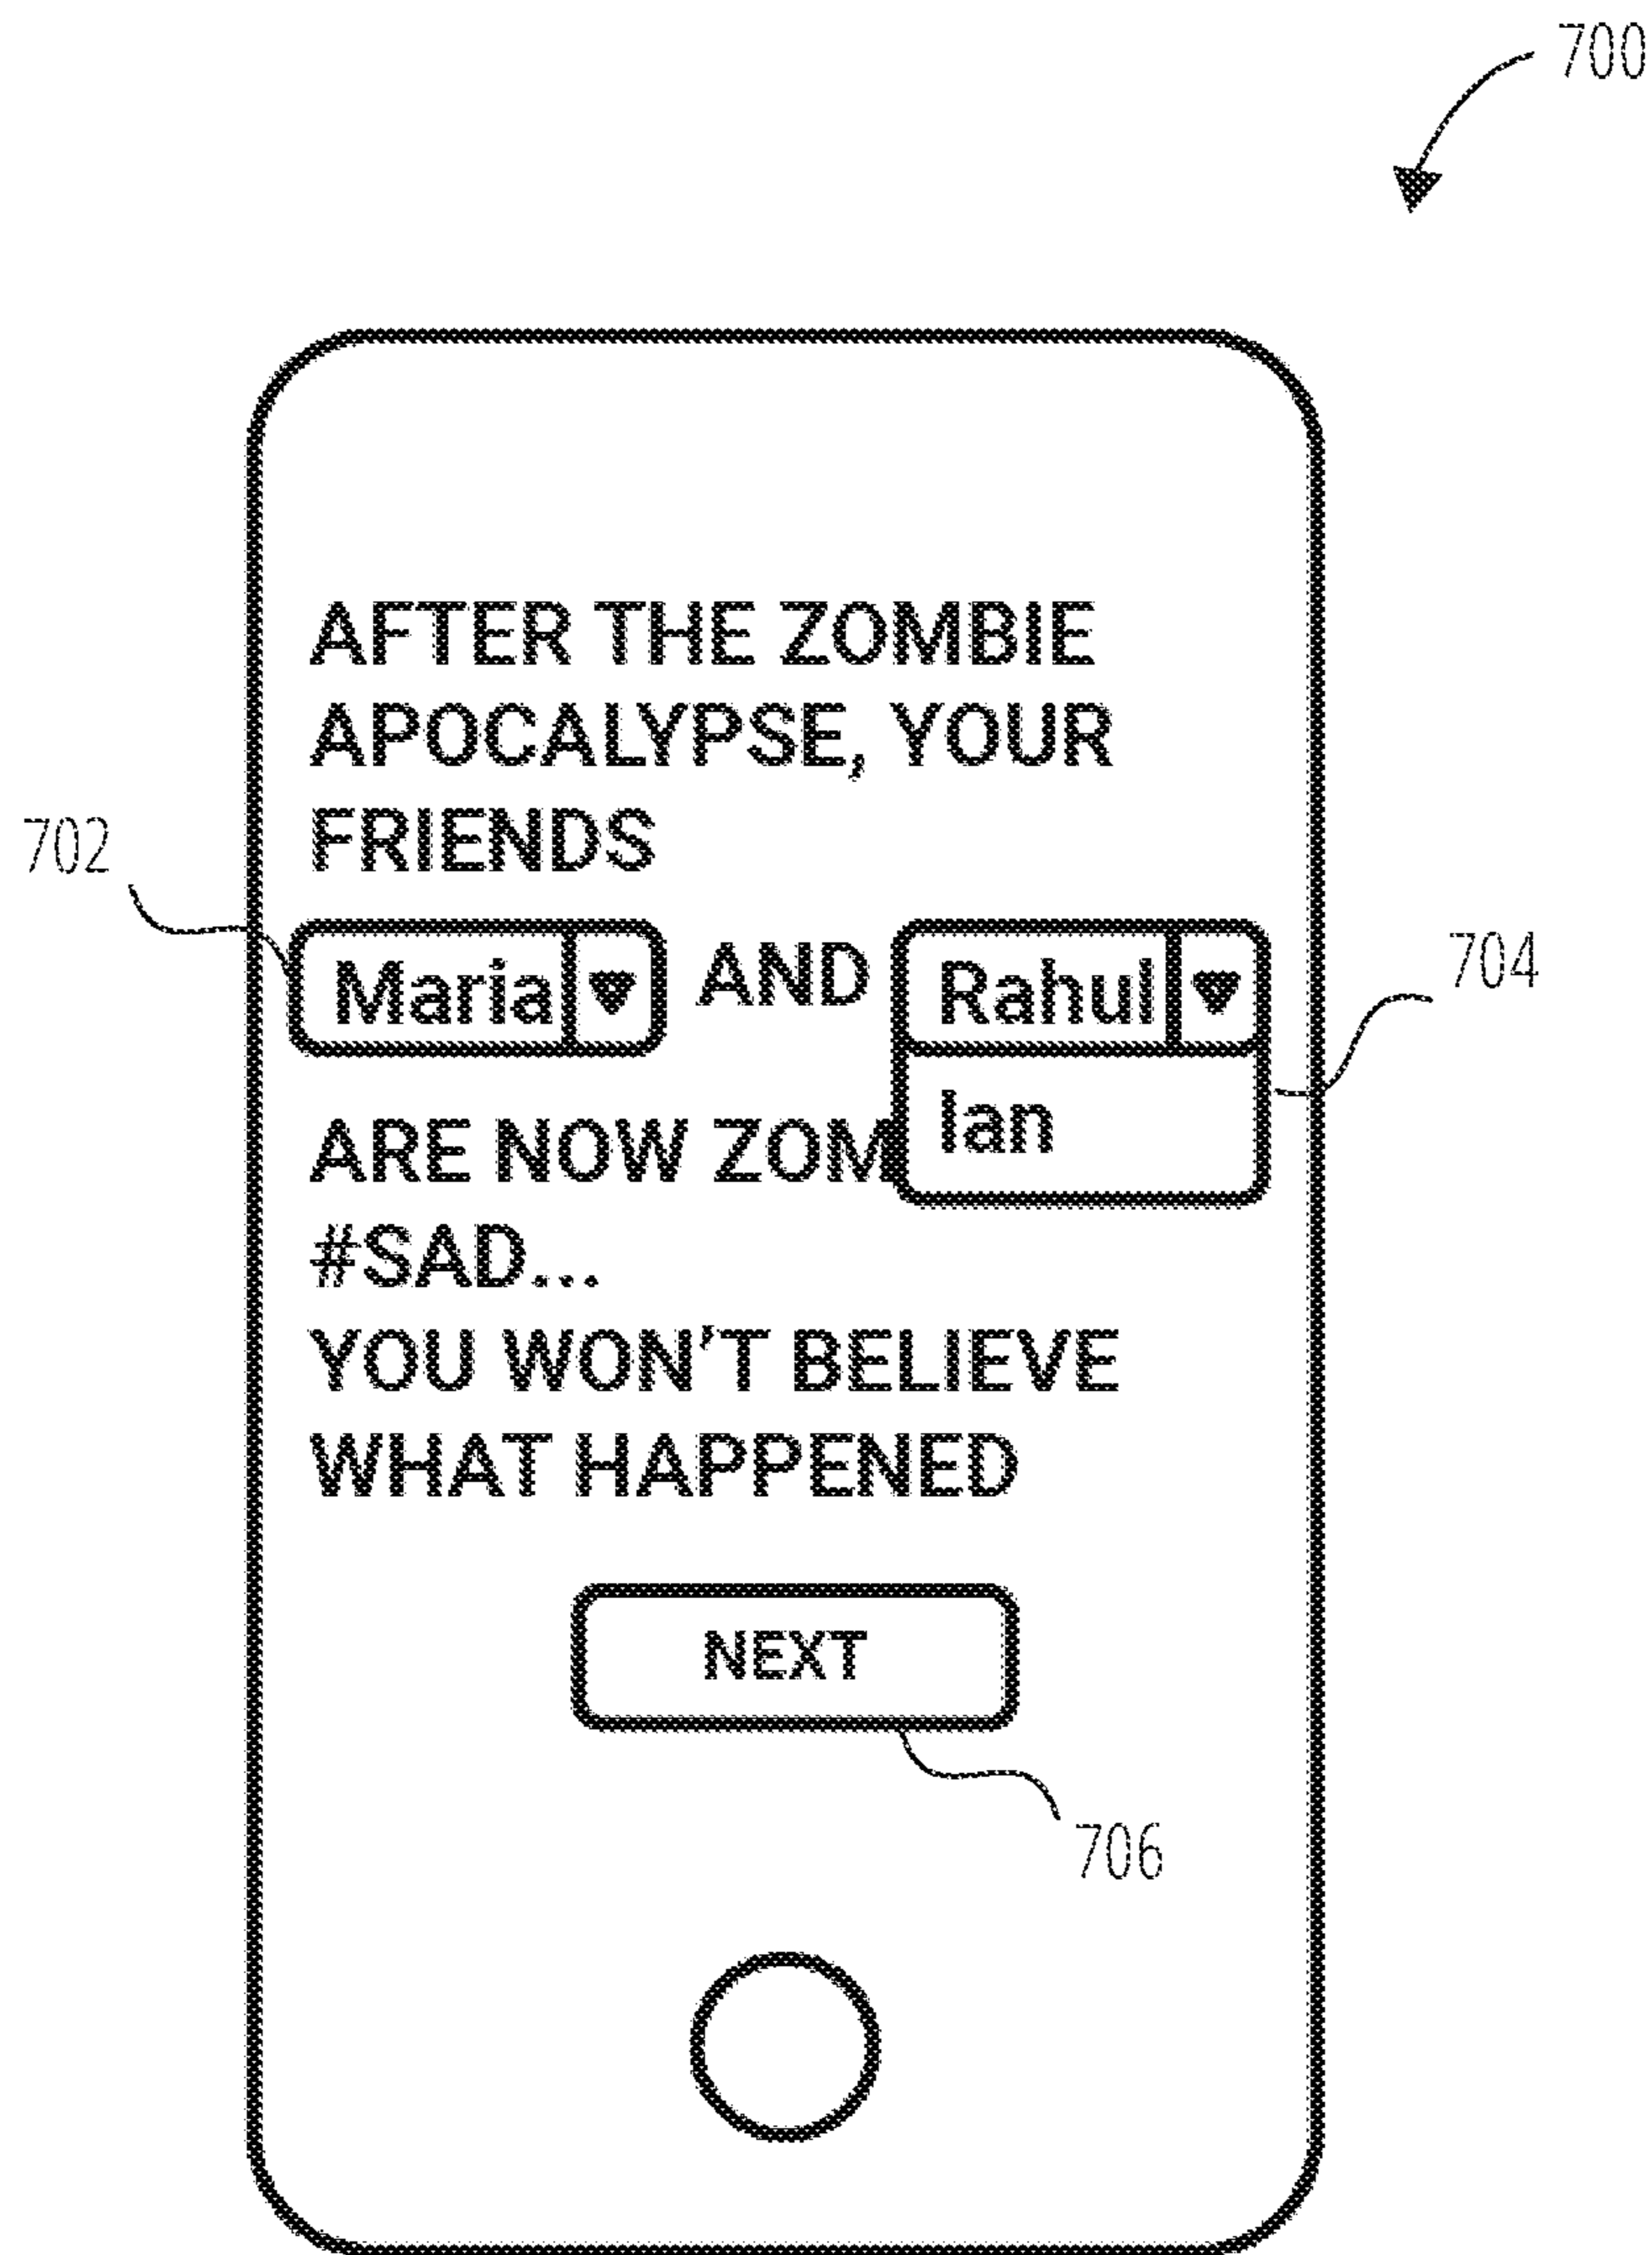 700
AFTER THE ZOMBIE
APOCALYPSE, YOUR
FRIENDS
702
Maria AND Rahul
704
Ian
ARE NOW ZOM
#SAD...
YOU WON'T BELIEVE
WHAT HAPPENED
NEXT
706